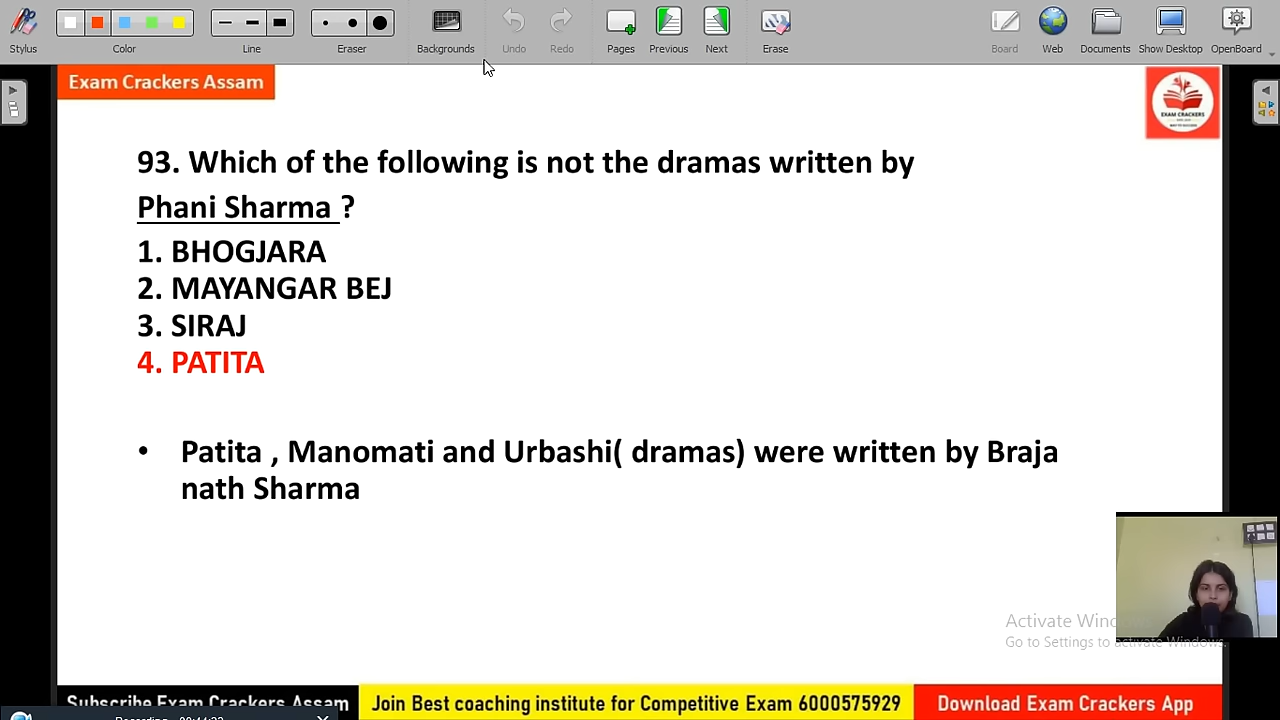 Stylus
Color
Line
Eraser
Backgrounds
Undo
Redo
Pages
Previous
Next
Erase
Board
Web
Documents
Show Desktop
OpenBoard
Exam Crackers Assam
EXAM CRACKERS
93. Which of the following is not the dramas written by
Phani Sharma ?
1. BHOGJARA
2. MAYANGAR BEJ
3. SIRAJ
4. PATITA
• Patita , Manomati and Urbashi( dramas) were written by Braja
nath Sharma
Activate Win
Go to Settings to activate Windows.
Subscribe Exam Crackers Assam
Join Best coaching institute for Competitive Exam 6000575929
Download Exam Crackers App